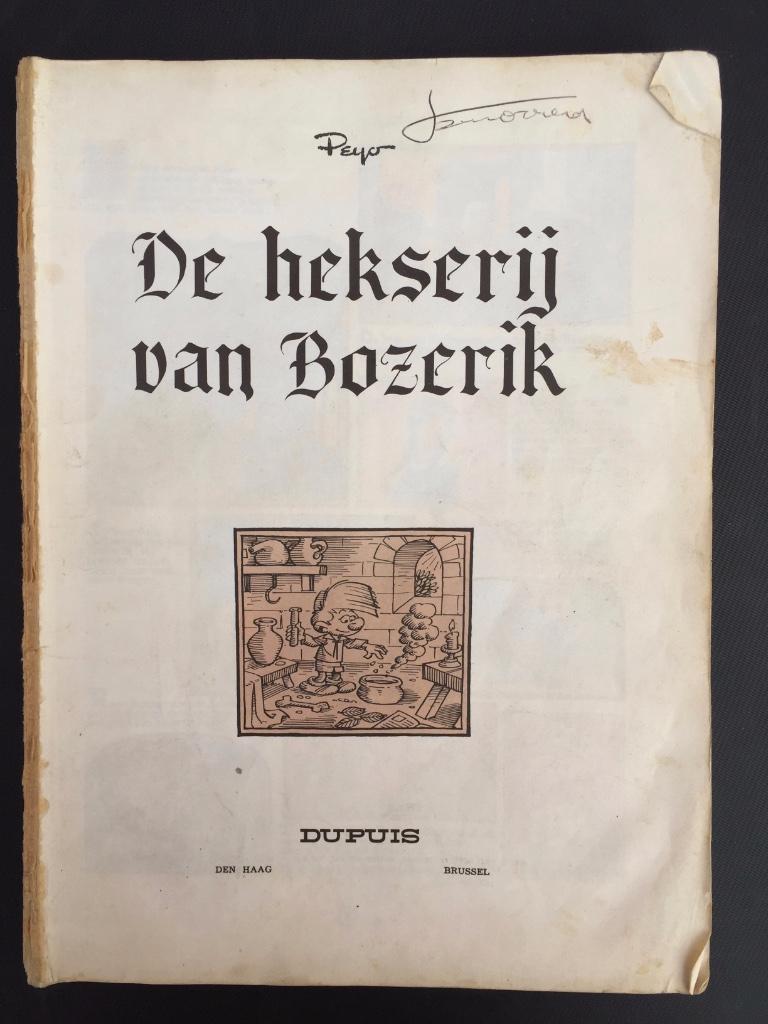 Peyo
De hekserij
van Bozerik
DUPUIS
DEN HAAG BRUSSEL